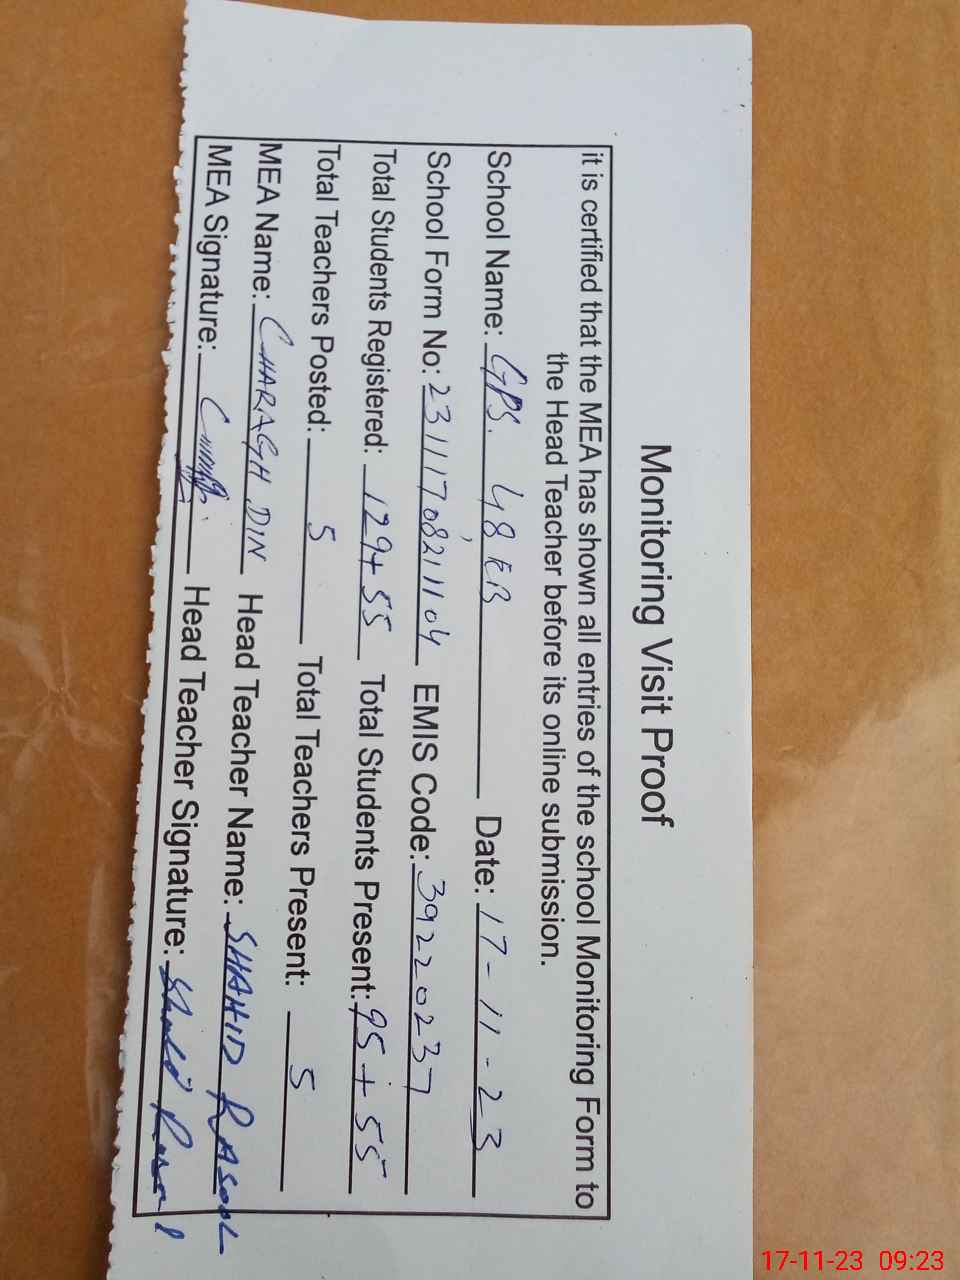 Monitoring Visit Proof
it is certified that the MEA has shown all entries of the school Monitoring Form to
the Head Teacher before its online submission.
School Name: GPS. 48 EB Date: 17-11-23
School Form No: 23111708211104 EMIS Code: 39220237
Total Students Registered: 129+55 Total Students Present: 95+55
Total Teachers Posted: 5 Total Teachers Present: 5
MEA Name: CHARAGH DIN Head Teacher Name: SHAHID RASOOL
MEA Signature: Head Teacher Signature: Shahid Rasool
17-11-23 09:23